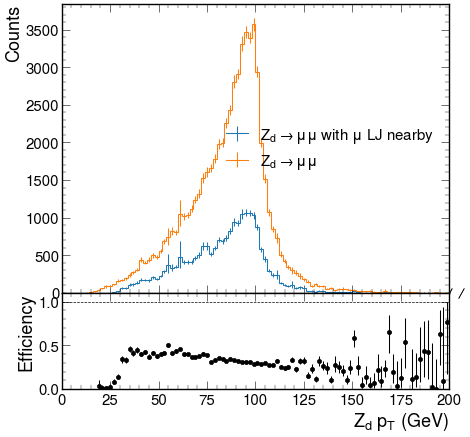 Counts
3500
3000
2500
2000
1500
1000
500
0
Z_d → μ μ with μ LJ nearby
Z_d → μ μ
Efficiency
1.0
0.5
0.0
0 25 50 75 100 125 150 175 200
Z_d p_T (GeV)